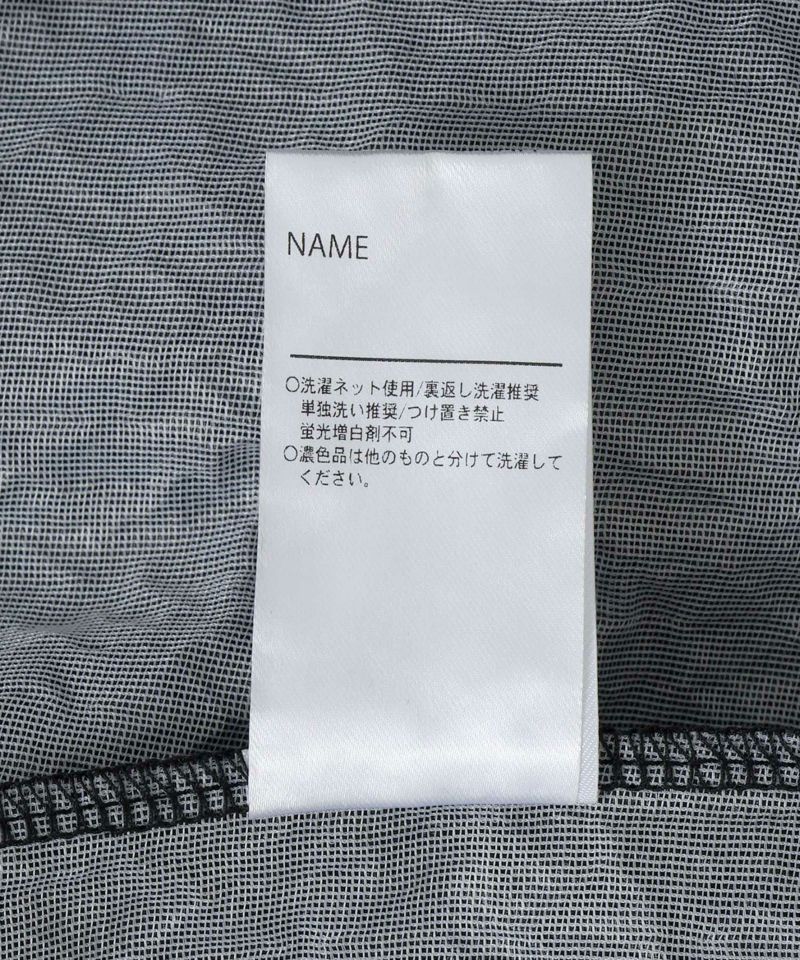 NAME
○洗濯ネット使用/裏返し洗濯推奨
単独洗い推奨/つけ置き禁止
蛍光増白剤不可
○濃色品は他のものと分けて洗濯して
ください。